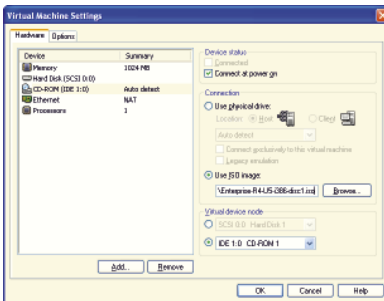 Virtual Machine Settings
Hardware Options
Device Summary
Memory 1024 MB
Hard Disk (SCSI 0:0)
CD-ROM (IDE 1:0) Auto detect
Ethernet NAT
Processors 1
Add... Remove
Device status
Connected
Connect at power on
Connection
Use physical drive:
Location: Host Client
Auto detect
Connect exclusively to this virtual machine
Legacy emulation
Use ISO image:
\Enterprise-R4-U5-i386-disc1.iso Browse...
Virtual device node
SCSI 0:0 Hard Disk 1
IDE 1:0 CD-ROM 1
OK Cancel Help